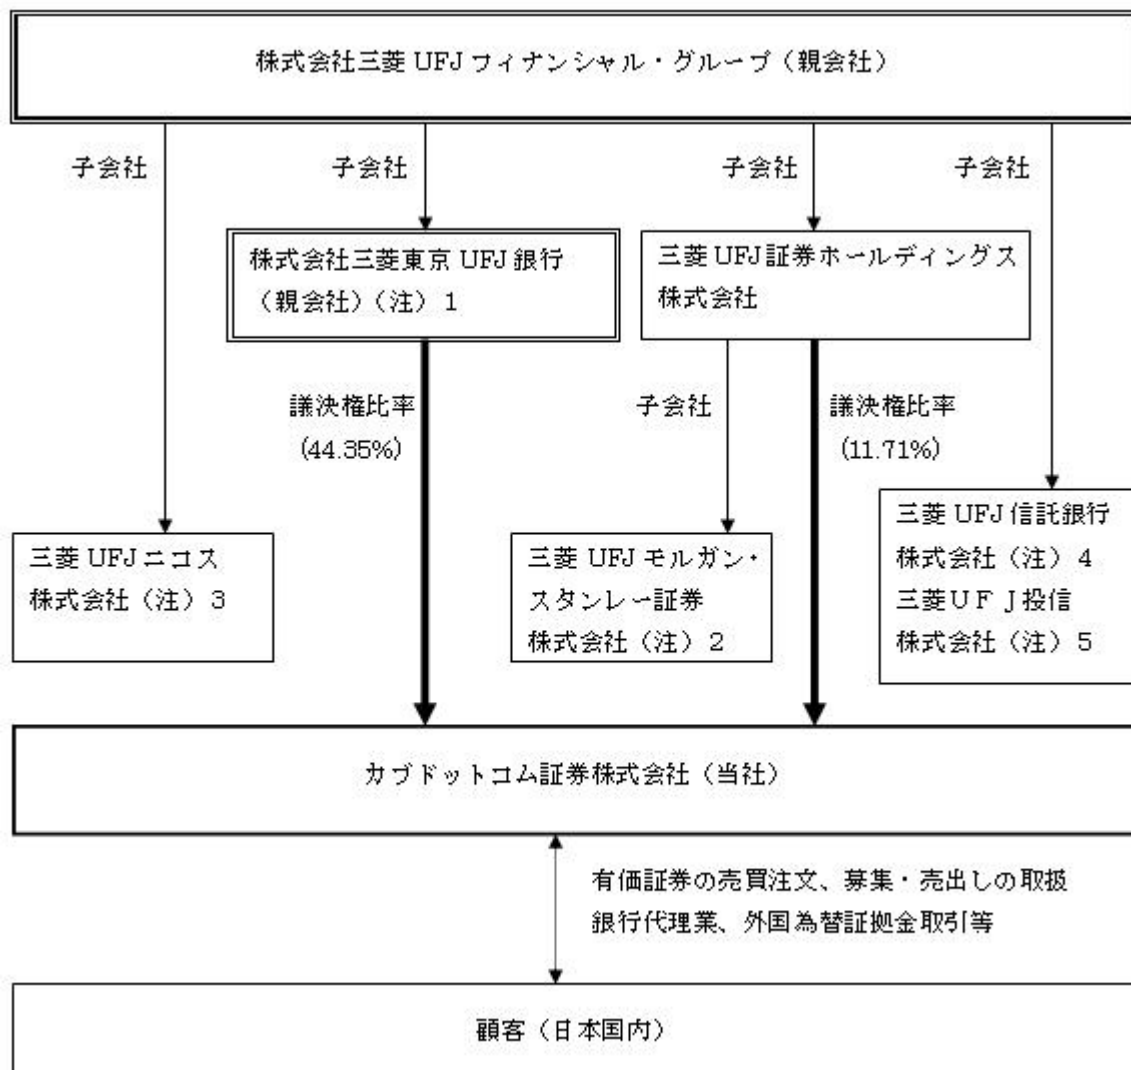 株式会社三菱UFJフィナンシャル・グループ（親会社）
子会社
子会社
子会社
子会社
株式会社三菱東京UFJ銀行
（親会社）（注）1
三菱UFJ証券ホールディングス
株式会社
議決権比率
(44.35%)
子会社
議決権比率
(11.71%)
三菱UFJニコス
株式会社（注）3
三菱UFJモルガン・
スタンレー証券
株式会社（注）2
三菱UFJ信託銀行
株式会社（注）4
三菱ＵＦＪ投信
株式会社（注）5
カブドットコム証券株式会社（当社）
有価証券の売買注文、募集・売出しの取扱
銀行代理業、外国為替証拠金取引等
顧客（日本国内）